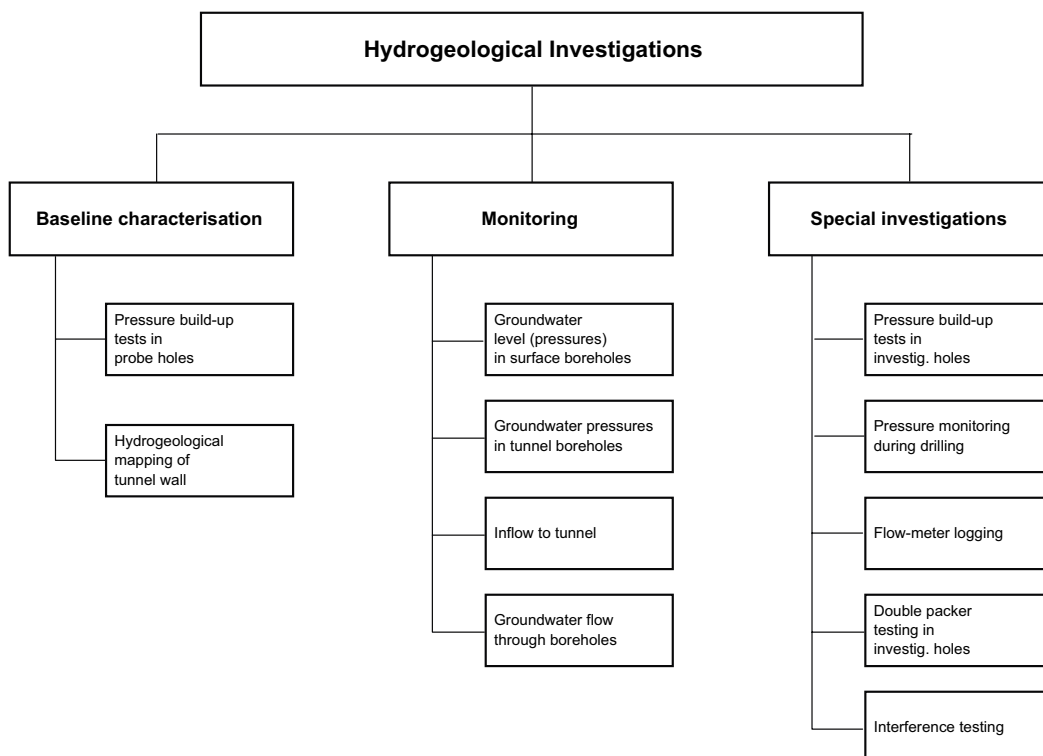 Hydrogeological Investigations
Baseline characterisation
Pressure build-up
tests in
probe holes
Hydrogeological
mapping of
tunnel wall
Monitoring
Groundwater
level (pressures)
in surface boreholes
Groundwater pressures
in tunnel boreholes
Inflow to tunnel
Groundwater flow
through boreholes
Special investigations
Pressure build-up
tests in
investig. holes
Pressure monitoring
during drilling
Flow-meter logging
Double packer
testing in
investig. holes
Interference testing